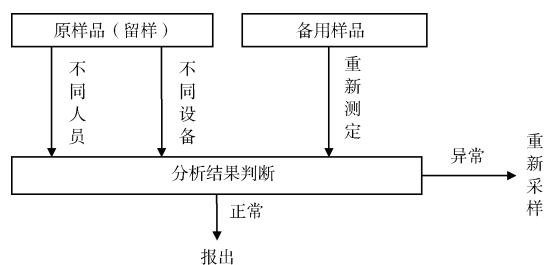 原样品（留样）
备用样品
不同人员
不同设备
重新测定
分析结果判断
异常
重新采样
正常
报出